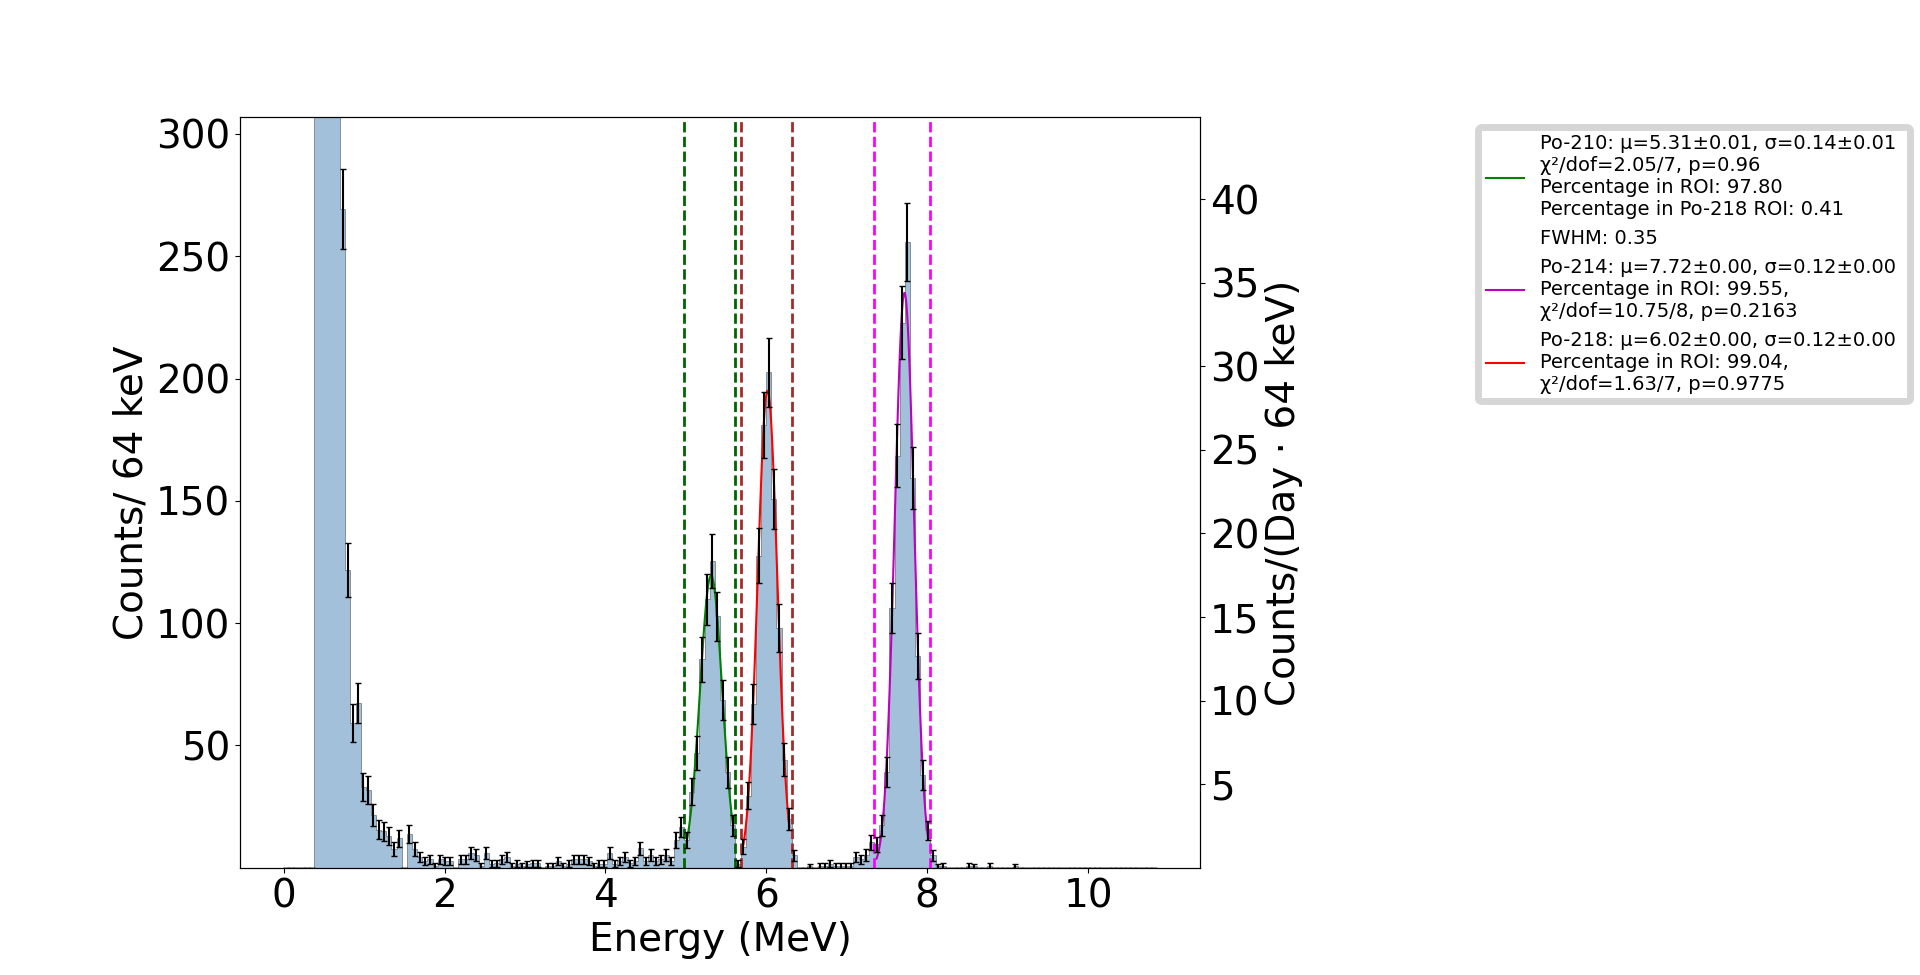 300
250
200
150
100
50
Counts/ 64 keV
0 2 4 6 8 10
Energy (MeV)
40
35
30
25
20
15
10
5
Counts/(Day · 64 keV)
Po-210: μ=5.31±0.01, σ=0.14±0.01
χ²/dof=2.05/7, p=0.96
Percentage in ROI: 97.80
Percentage in Po-218 ROI: 0.41
FWHM: 0.35
Po-214: μ=7.72±0.00, σ=0.12±0.00
Percentage in ROI: 99.55,
χ²/dof=10.75/8, p=0.2163
Po-218: μ=6.02±0.00, σ=0.12±0.00
Percentage in ROI: 99.04,
χ²/dof=1.63/7, p=0.9775